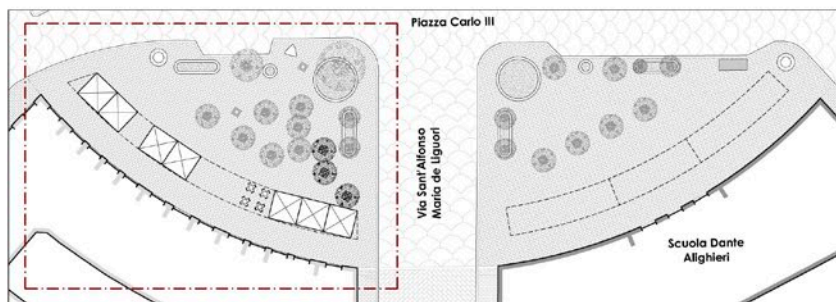 Piazza Carlo III
Via Sant'Alfonso
Maria de Liguori
Scuola Dante
Alighieri